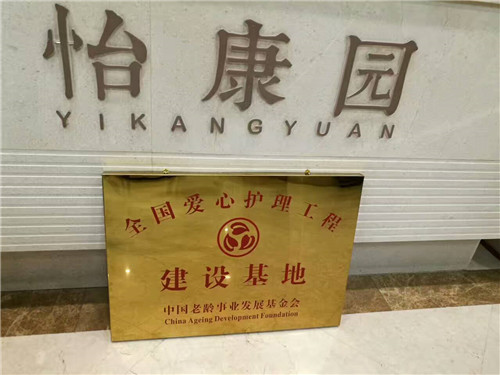 怡康园
YIKANGYUAN
全国爱心护理工程
建设基地
中国老龄事业发展基金会
China Ageing Development Foundation